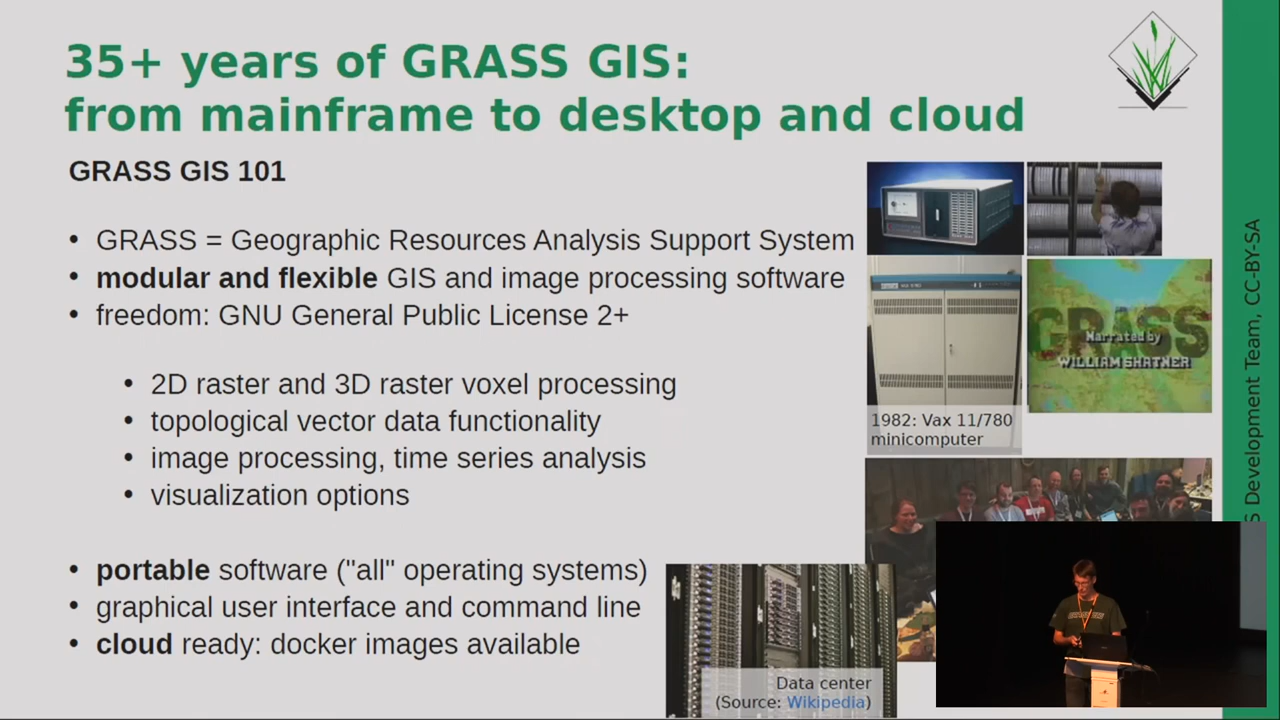 35+ years of GRASS GIS:
from mainframe to desktop and cloud
GRASS GIS 101
• GRASS = Geographic Resources Analysis Support System
• modular and flexible GIS and image processing software
• freedom: GNU General Public License 2+
• 2D raster and 3D raster voxel processing
• topological vector data functionality
• image processing, time series analysis
• visualization options
• portable software ("all" operating systems)
• graphical user interface and command line
• cloud ready: docker images available
GRASS
Narrated by
WILLIAM SHATNER
1982: Vax 11/780
minicomputer
Data center
(Source: Wikipedia)
S Development Team, CC-BY-SA